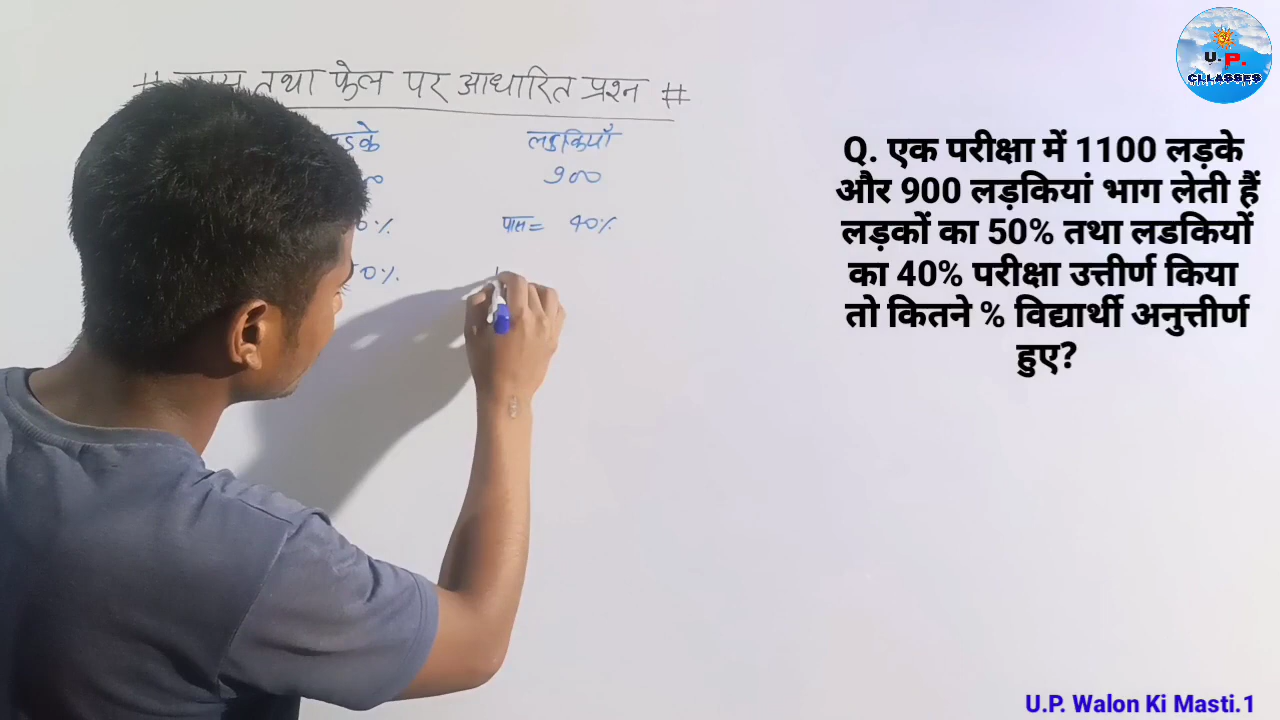 # तथा फेल पर आधारित प्रश्न #
लड़कियाँ
900
%
पास = 40%
0%
U.P.
CLLASSES
Q. एक परीक्षा में 1100 लड़के
और 900 लड़कियां भाग लेती हैं
लड़कों का 50% तथा लडकियों
का 40% परीक्षा उत्तीर्ण किया
तो कितने % विद्यार्थी अनुत्तीर्ण
हुए?
U.P. Walon Ki Masti.1